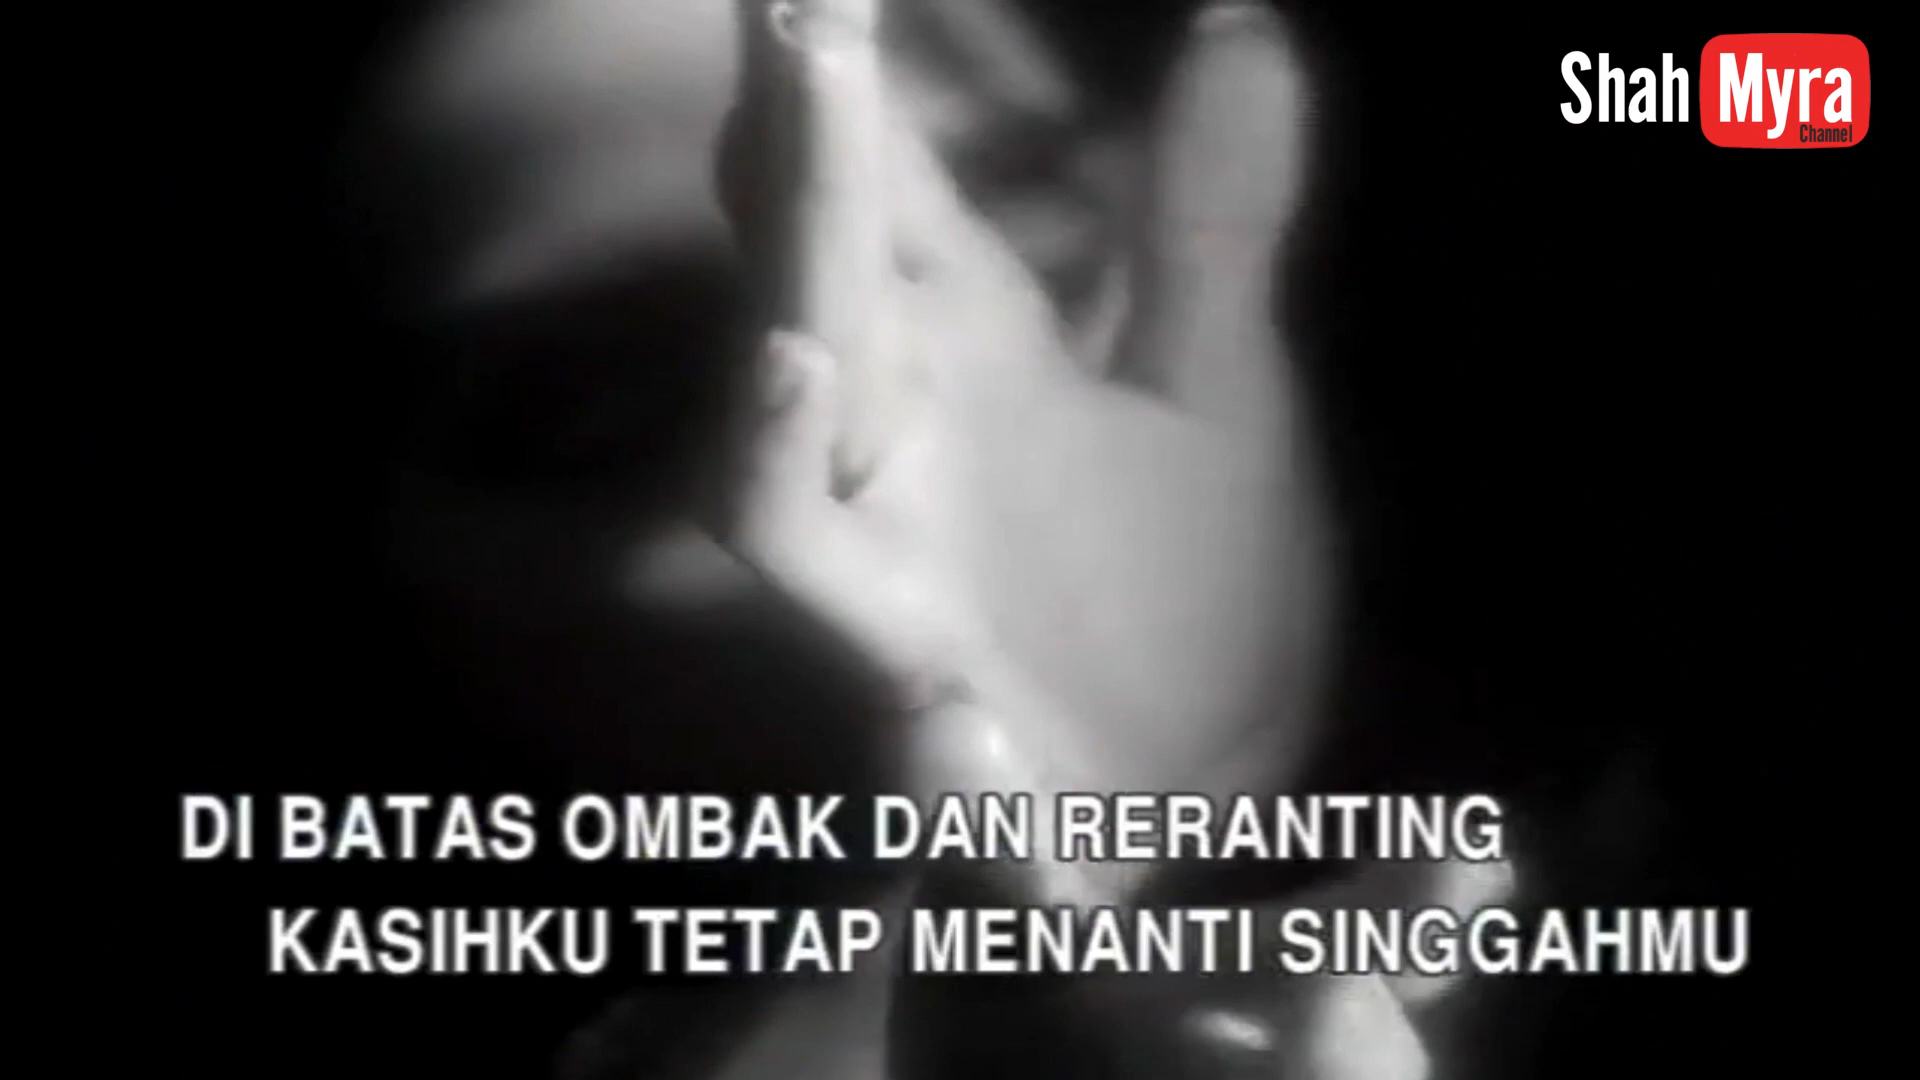 Shah Myra
Channel
DI BATAS OMBAK DAN RERANTING
KASIHKU TETAP MENANTI SINGGAHMU